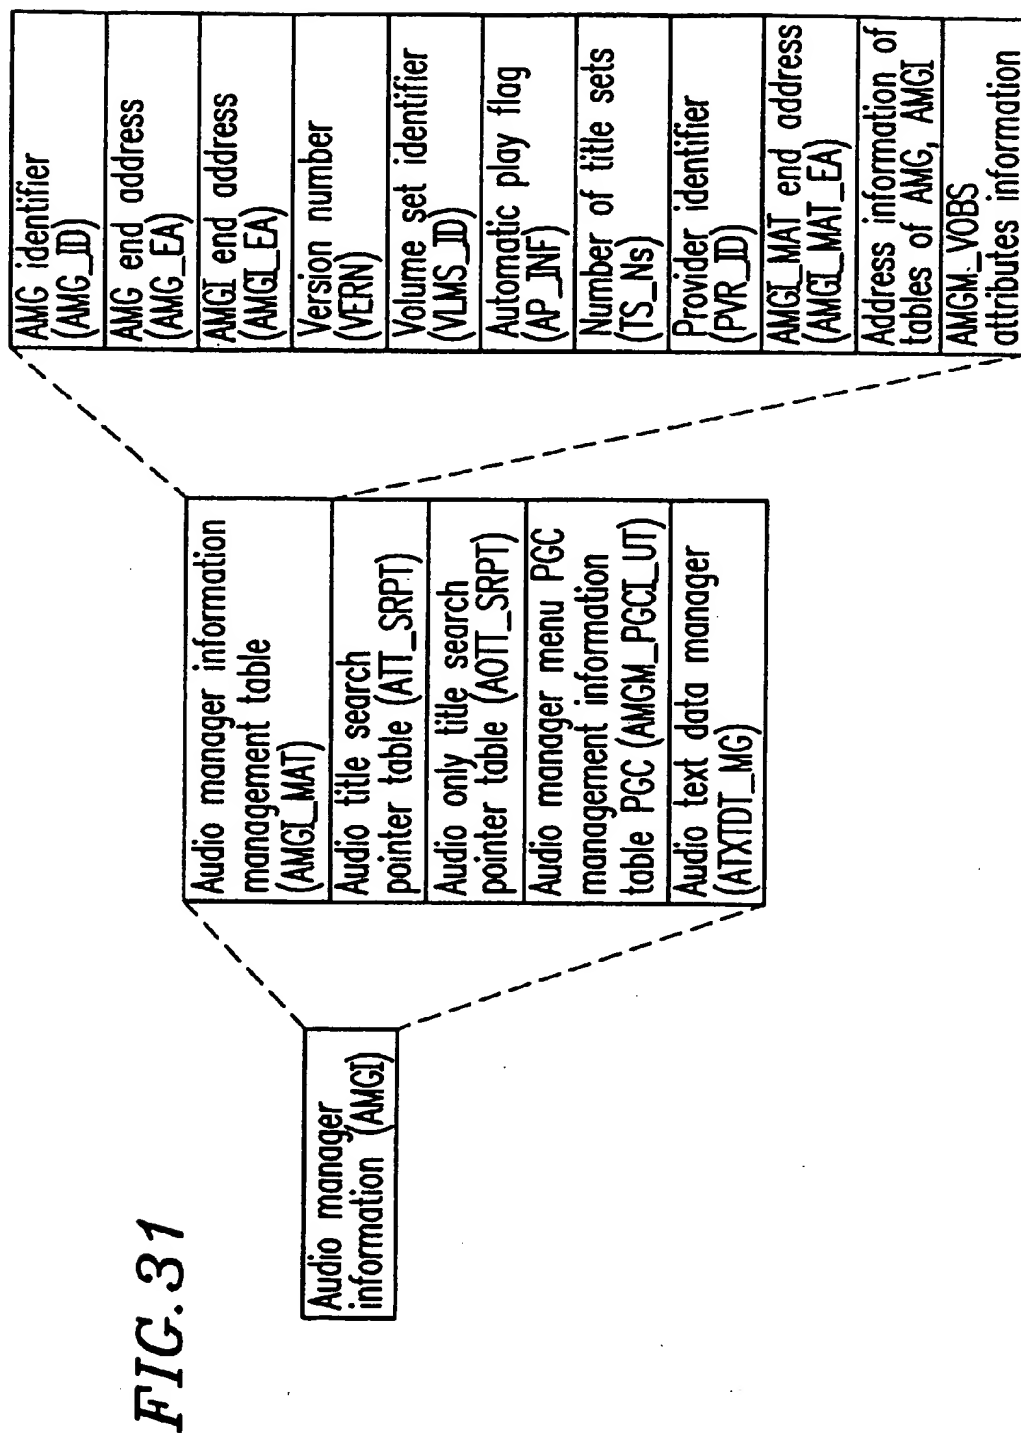 FIG.31
Audio manager
information (AMGI)
Audio manager information
management table
(AMGI_MAT)
Audio title search
pointer table (ATT_SRPT)
Audio only title search
pointer table (AOTT_SRPT)
Audio manager menu PGC
management information
table PGC (AMGM_PGCI_UT)
Audio text data manager
(ATXTDT_MG)
AMG identifier
(AMG_ID)
AMG end address
(AMG_EA)
AMGI end address
(AMGI_EA)
Version number
(VERN)
Volume set identifier
(VLMS_ID)
Automatic play flag
(AP_INF)
Number of title sets
(TS_Ns)
Provider identifier
(PVR_ID)
AMGI_MAT end address
(AMGI_MAT_EA)
Address information of
tables of AMG, AMGI
AMGM_VOBS
attributes information